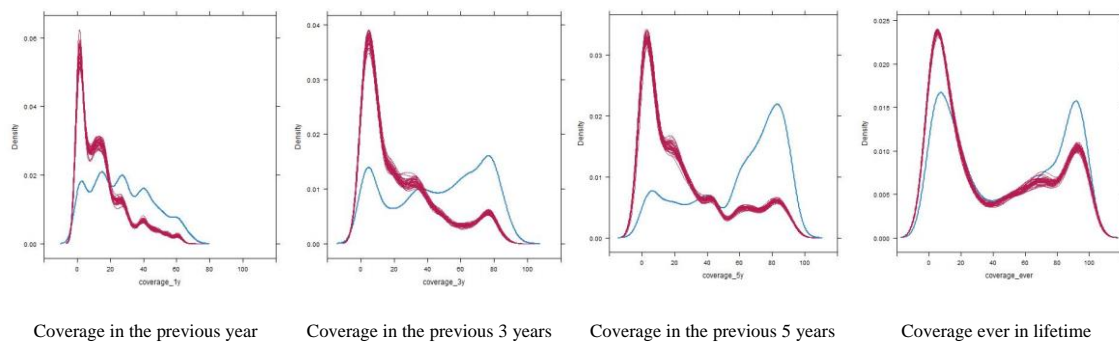 0.06
0.04
0.02
0.00
Density
0 20 40 60 80 100
coverage_1y
0.04
0.03
0.02
0.01
0.00
Density
0 20 40 60 80 100
coverage_3y
0.03
0.02
0.01
0.00
Density
0 20 40 60 80 100
coverage_5y
0.025
0.020
0.015
0.010
0.005
0.000
Density
0 20 40 60 80 100
coverage_ever
Coverage in the previous year
Coverage in the previous 3 years
Coverage in the previous 5 years
Coverage ever in lifetime